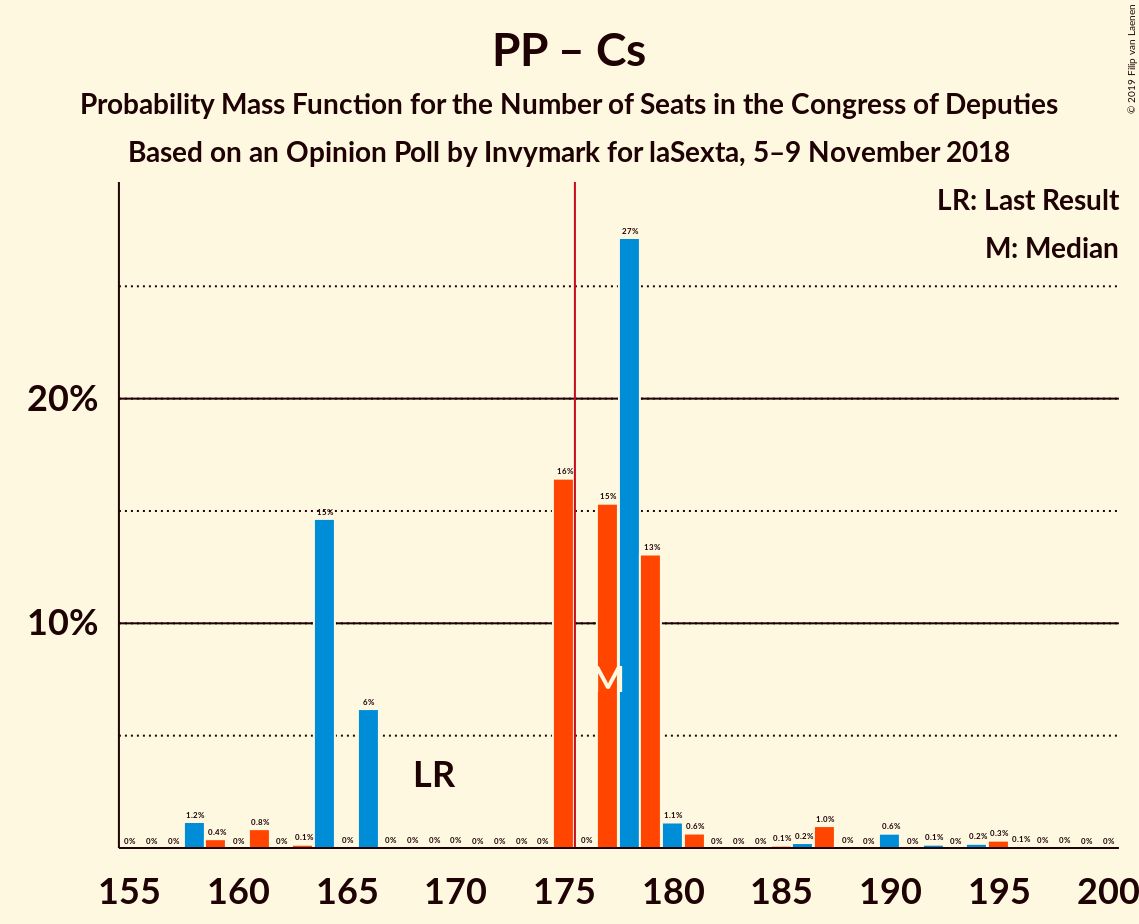 PP – Cs
Probability Mass Function for the Number of Seats in the Congress of Deputies
Based on an Opinion Poll by Invymark for laSexta, 5–9 November 2018
© 2019 Filip van Laenen
LR: Last Result
M: Median
27%
20%
16%
15%
15%
13%
10%
M
6%
LR
0% 0% 0% 1.2% 0.4% 0% 0.8% 0% 0.1% 0% 0% 0% 0% 0% 0% 0% 0% 0% 0% 1.1% 0.6% 0% 0% 0% 0.1% 0.2% 1.0% 0% 0% 0.6% 0% 0.1% 0% 0.2% 0.3% 0.1% 0% 0% 0% 0%
155 160 165 170 175 180 185 190 195 200